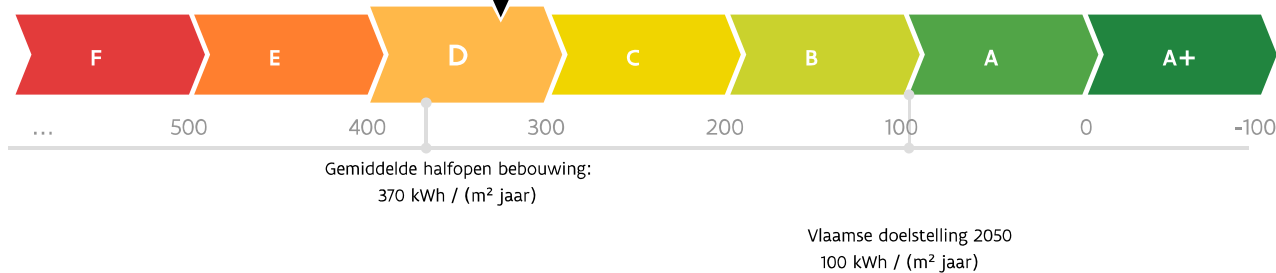 F E D C B A A+
... 500 400 300 200 100 0 -100
Gemiddelde halfopen bebouwing:
370 kWh / (m² jaar)
Vlaamse doelstelling 2050
100 kWh / (m² jaar)